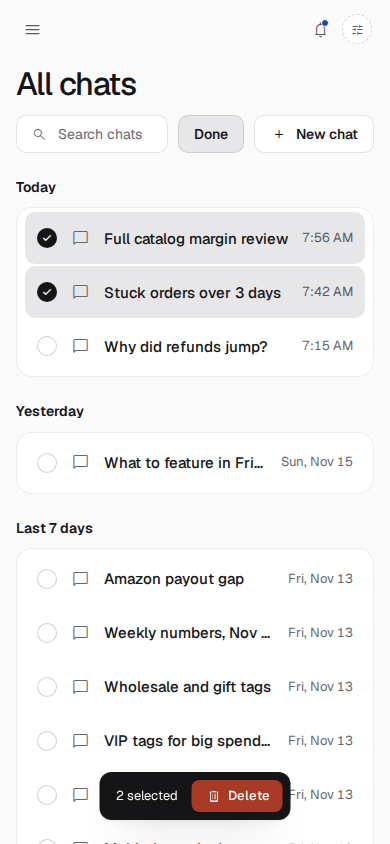 All chats
Search chats
Done
New chat
Today
Full catalog margin review 7:56 AM
Stuck orders over 3 days 7:42 AM
Why did refunds jump? 7:15 AM
Yesterday
What to feature in Fri... Sun, Nov 15
Last 7 days
Amazon payout gap Fri, Nov 13
Weekly numbers, Nov ... Fri, Nov 13
Wholesale and gift tags Fri, Nov 13
VIP tags for big spend... Fri, Nov 13
Fri, Nov 13
2 selected
Delete